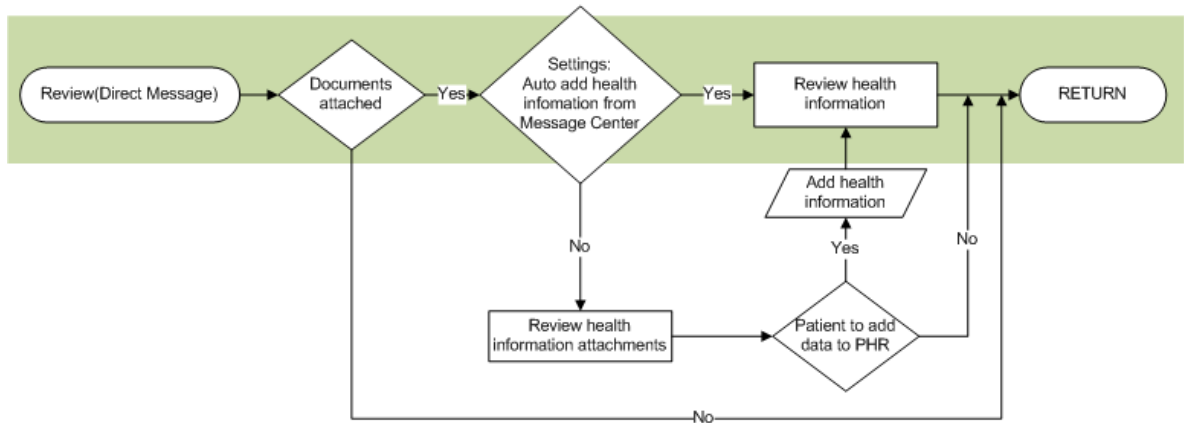 Review(Direct Message)
Documents
attached
Yes
Settings:
Auto add health
infomation from
Message Center
Yes
Review health
information
RETURN
Add health
information
No
Yes
No
Review health
information attachments
Patient to add
data to PHR
No